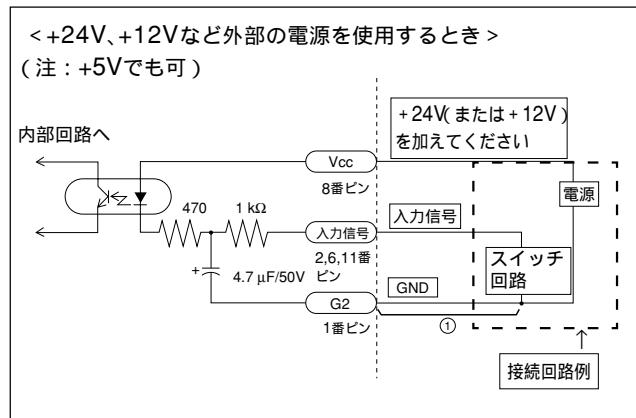 <+24V、+12Vなど外部の電源を使用するとき>
(注：+5Vでも可)
+24V(または+12V)
を加えてください
内部回路へ
Vcc
8番ピン
電源
470
1 kΩ
入力信号
入力信号
2,6,11番
ピン
スイッチ
回路
+
4.7 μF/50V
GND
G2
1番ピン
①
接続回路例